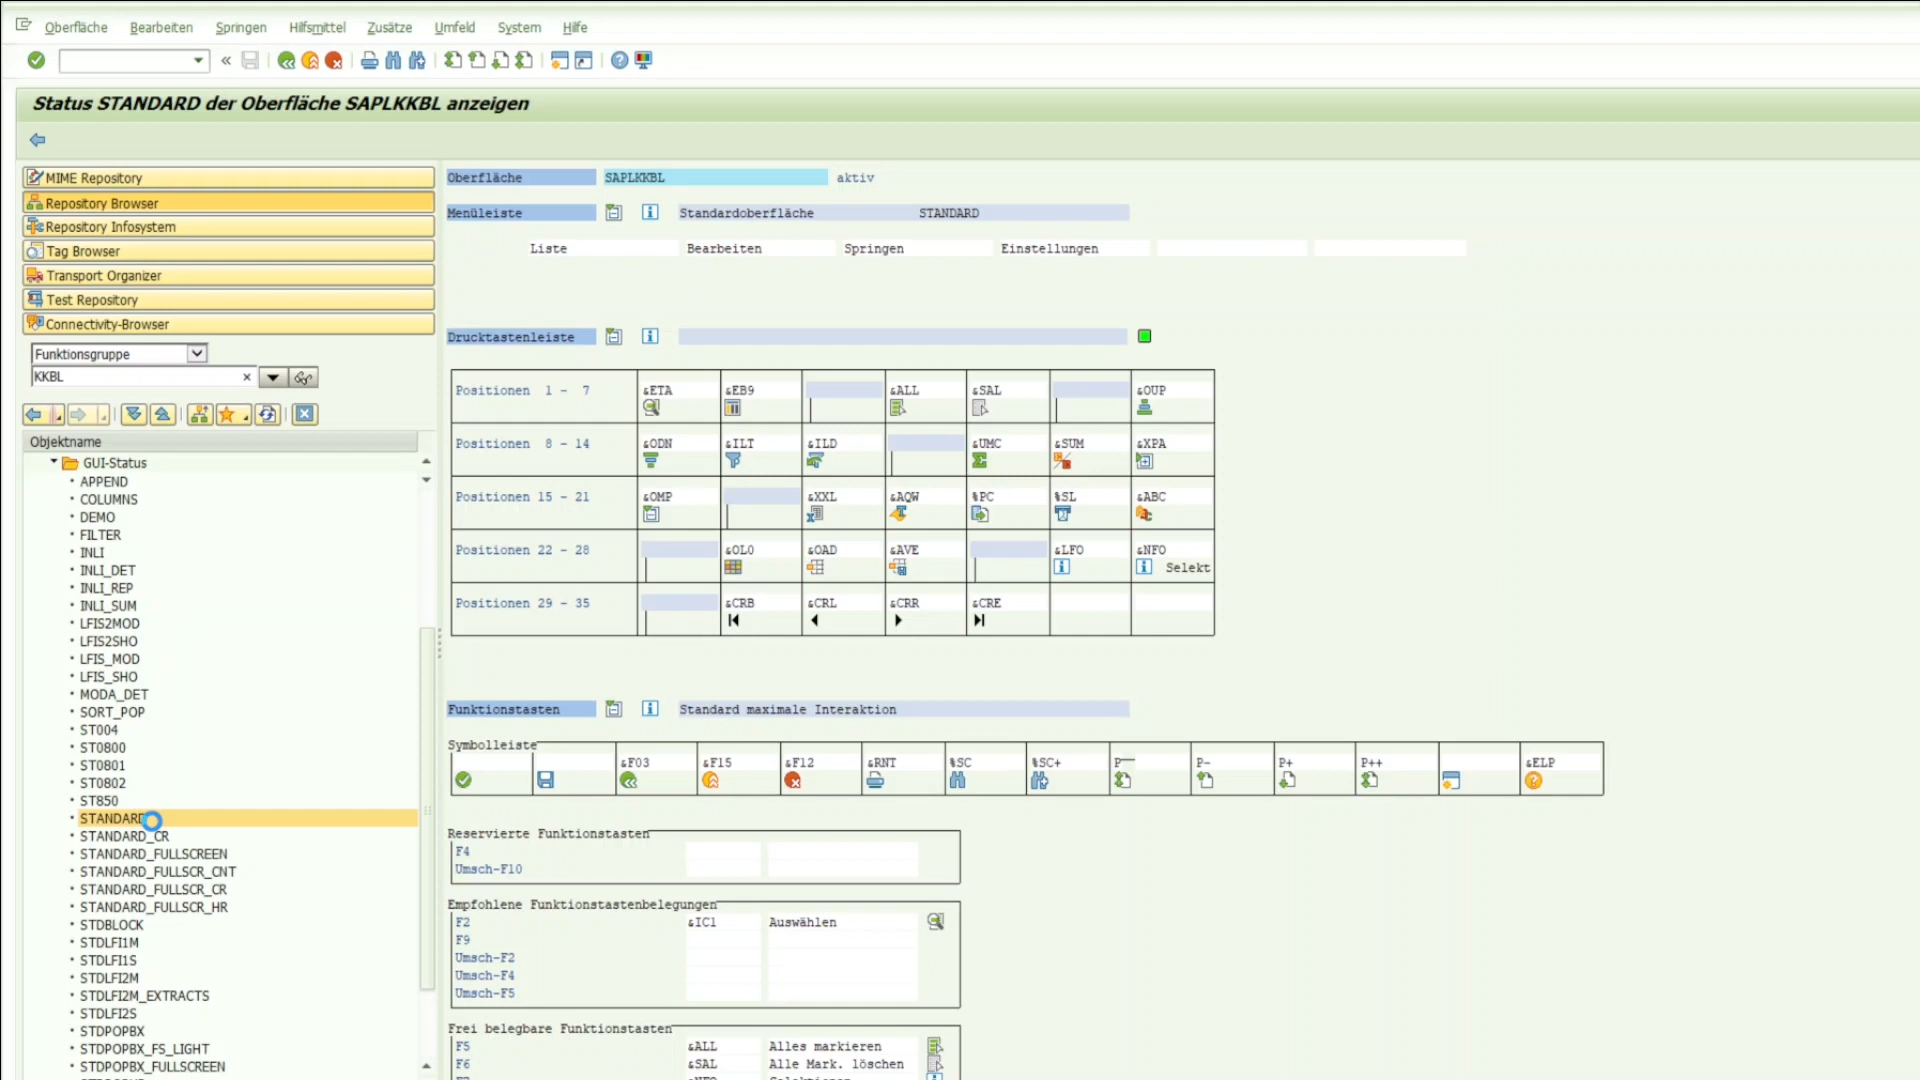 Oberfläche Bearbeiten Springen Hilfsmittel Zusätze Umfeld System Hilfe
Status STANDARD der Oberfläche SAPLKKBL anzeigen
MIME Repository
Repository Browser
Repository Infosystem
Tag Browser
Transport Organizer
Test Repository
Connectivity-Browser
Funktionsgruppe
KKBL
Objektname
GUI-Status
APPEND
COLUMNS
DEMO
FILTER
INLI
INLI_DET
INLI_REP
INLI_SUM
LFIS2MOD
LFIS2SHO
LFIS_MOD
LFIS_SHO
MODA_DET
SORT_POP
ST004
ST0800
ST0801
ST0802
ST850
STANDARD
STANDARD_CR
STANDARD_FULLSCREEN
STANDARD_FULLSCR_CNT
STANDARD_FULLSCR_CR
STANDARD_FULLSCR_HR
STDBLOCK
STDLFI1M
STDLFI1S
STDLFI2M
STDLFI2M_EXTRACTS
STDLFI2S
STDPOPBX
STDPOPBX_FS_LIGHT
STDPOPBX_FULLSCREEN
Oberfläche SAPLKKBL aktiv
Menüleiste Standardoberfläche STANDARD
Liste Bearbeiten Springen Einstellungen
Drucktastenleiste
Positionen 1 - 7 &ETA &EB9 &ALL &SAL &OUP
Positionen 8 - 14 &ODN &ILT &ILD &UMC &SUM &XPA
Positionen 15 - 21 &OMP &XXL &AQW %PC %SL &ABC
Positionen 22 - 28 &OL0 &OAD &AVE &LFO &NFO
Selekt
Positionen 29 - 35 &CRB &CRL &CRR &CRE
Funktionstasten Standard maximale Interaktion
Symbolleiste
&F03 &F15 &F12 &RNT %SC %SC+ P-- P- P+ P++ &ELP
Reservierte Funktionstasten
F4
Umsch-F10
Empfohlene Funktionstastenbelegungen
F2 &IC1 Auswählen
F9
Umsch-F2
Umsch-F4
Umsch-F5
Frei belegbare Funktionstasten
F5 &ALL Alles markieren
F6 &SAL Alle Mark. löschen